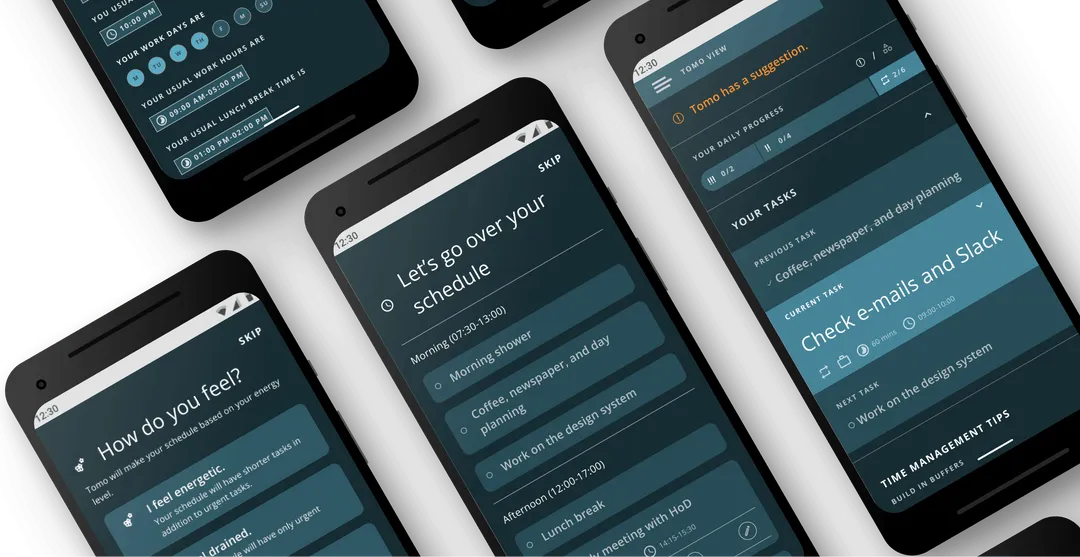 10:00 PM
YOUR WORK DAYS ARE
M TU W TH F M SU
YOUR USUAL WORK HOURS ARE
09:00 AM-05:00 PM
YOUR USUAL LUNCH BREAK TIME IS
01:00 PM-02:00 PM
12:30
SKIP
How do you feel?
Tomo will make your schedule based on your energy
level.
I feel energetic.
Your schedule will have shorter tasks in
addition to urgent tasks.
drained.
will have only urgent
12:30
SKIP
Let's go over your
schedule
Morning (07:30-13:00)
Morning shower
Coffee, newspaper, and day
planing
Work on the design system
Afternoon (12:00-17:00)
Lunch break
meeting with HoD
14:15-15:30
12:30
TOMO VIEW
Tomo has a suggestion.
/
YOUR DAILY PROGRESS
0/2
0/4
2/6
YOUR TASKS
PREVIOUS TASK
Coffee, newspaper, and day planning
CURRENT TASK
Check e-mails and Slack
60 mins
09:00-10:00
NEXT TASK
Work on the design system
TIME MANAGEMENT TIPS
BUILD IN BUFFERS